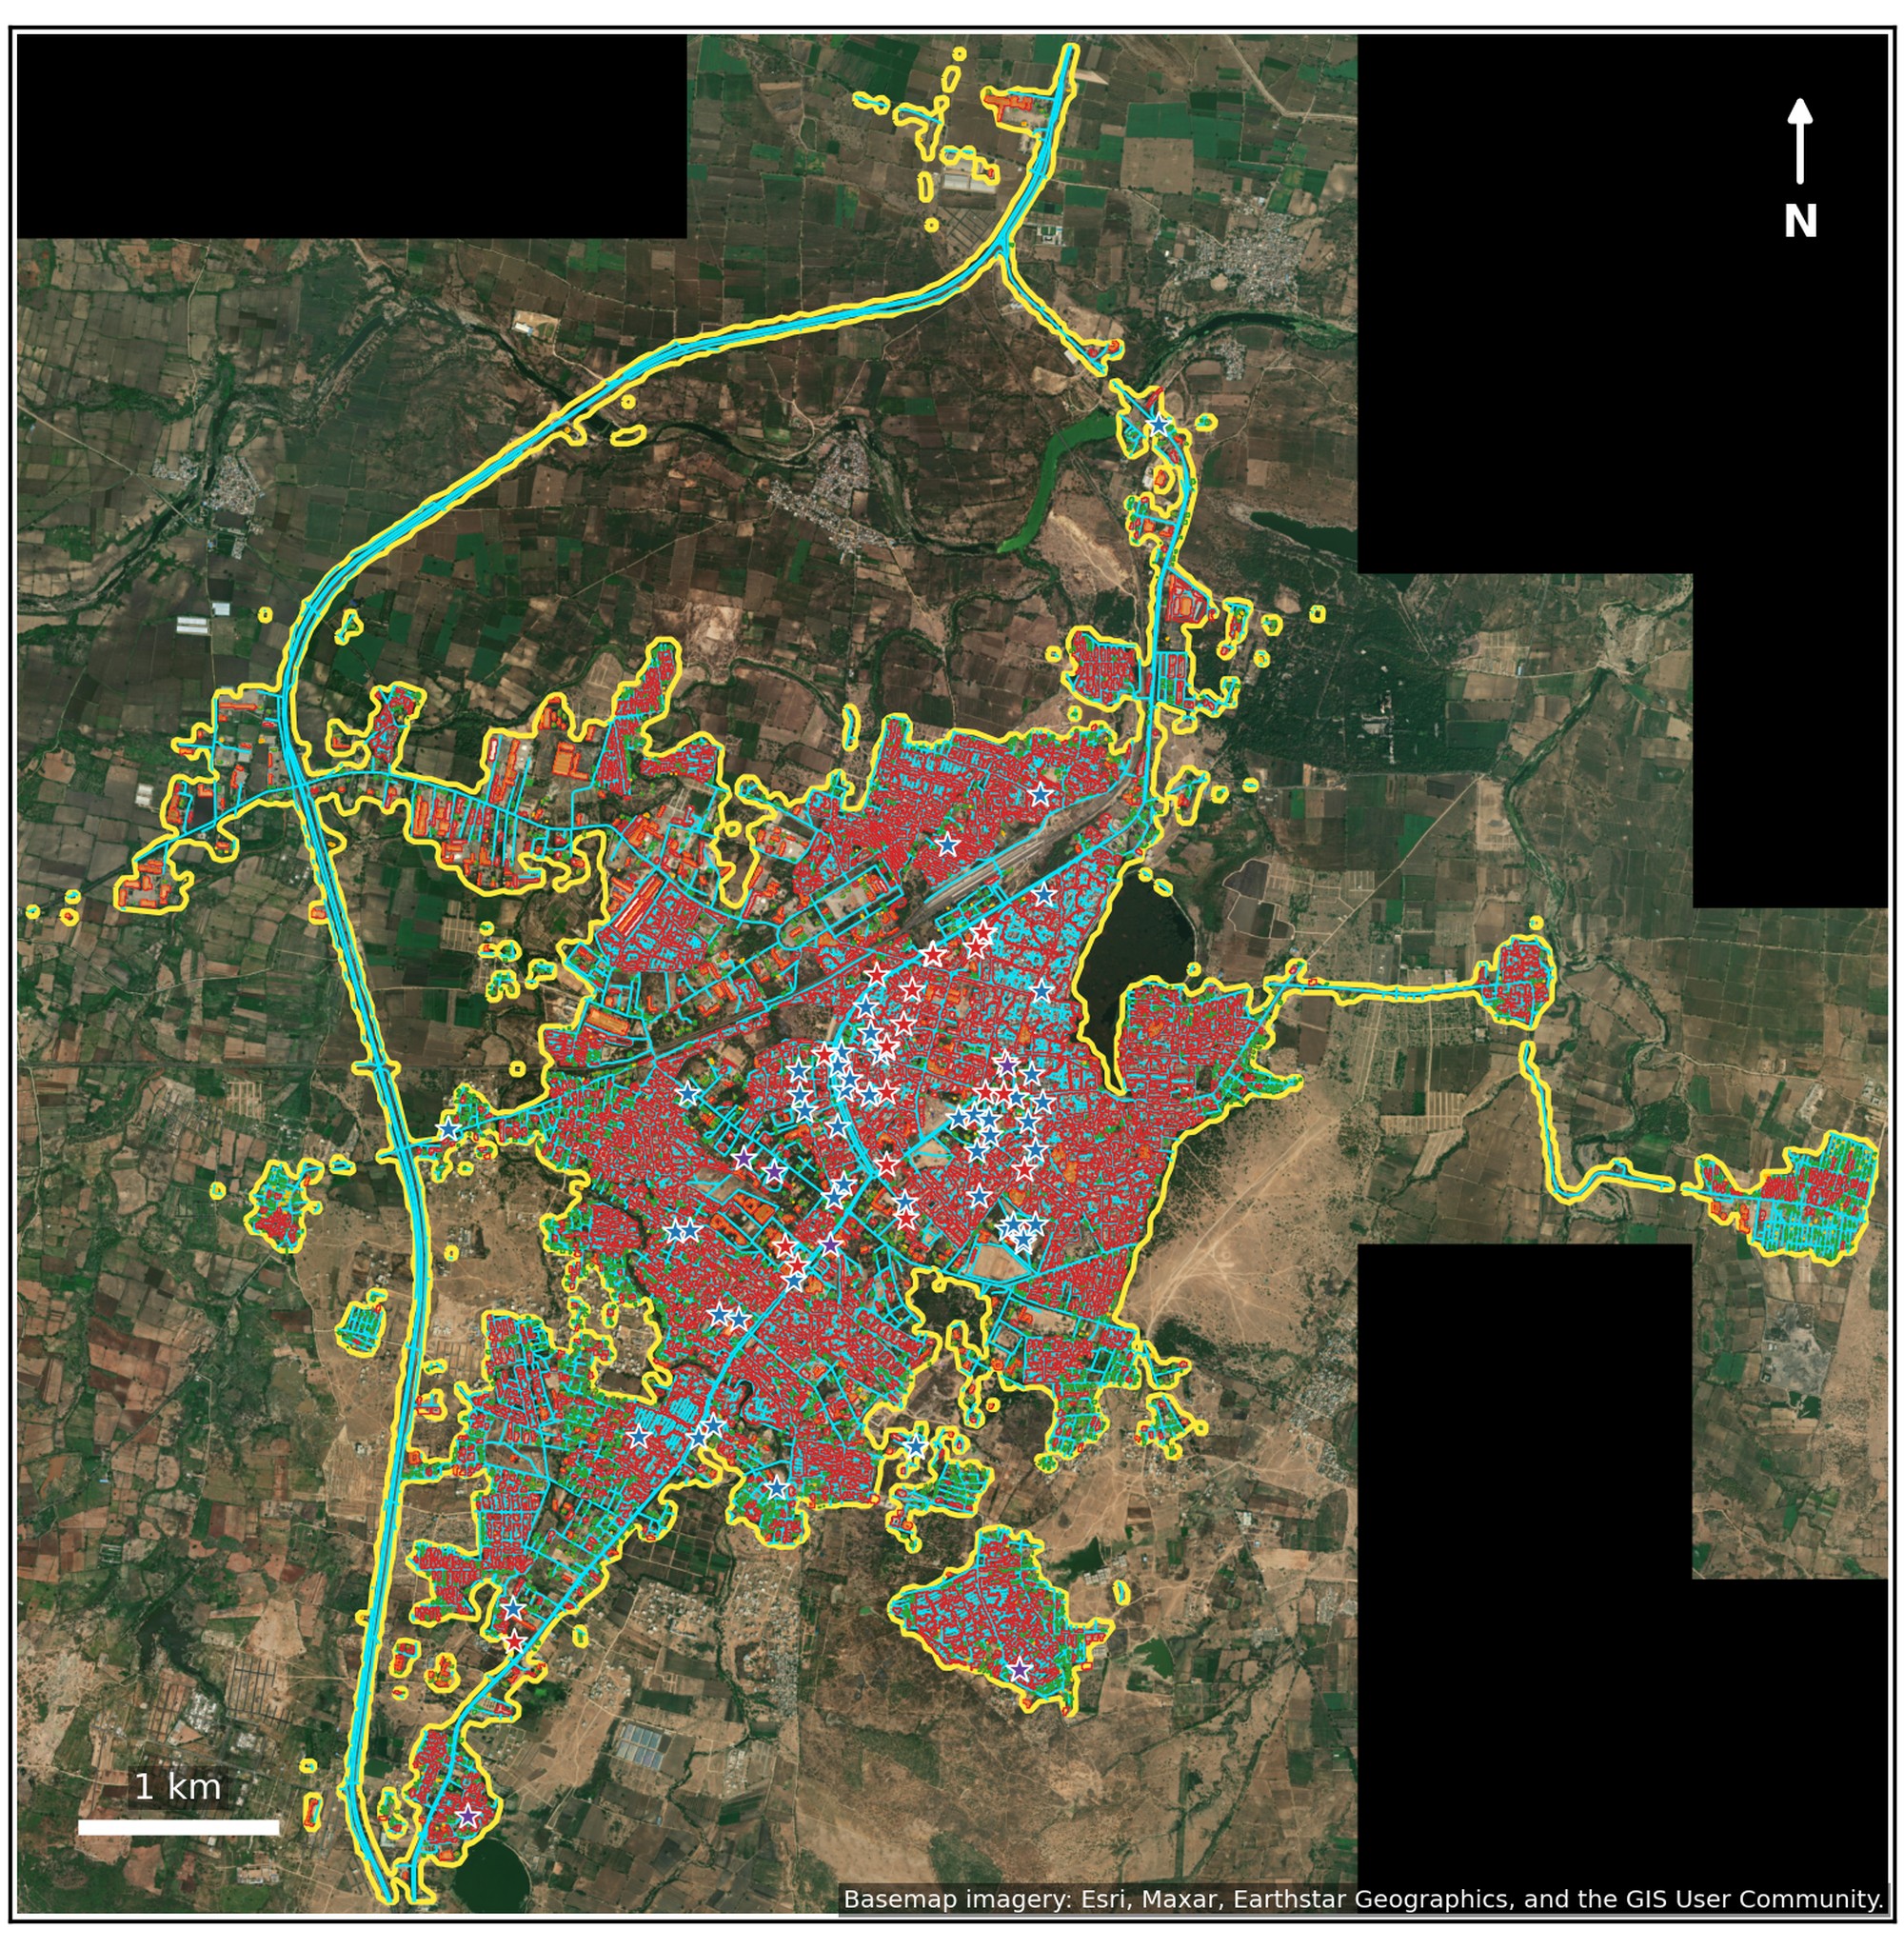 N
1 km
Basemap imagery: Esri, Maxar, Earthstar Geographics, and the GIS User Community.